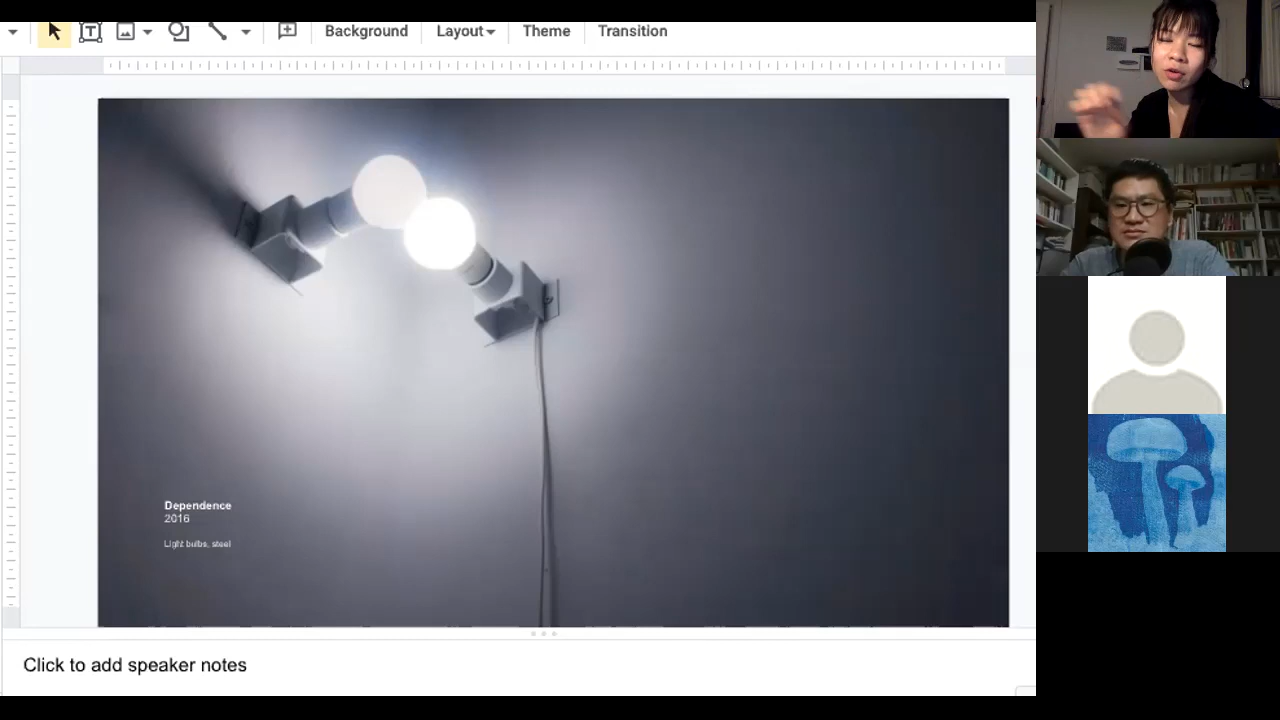 Background Layout Theme Transition
Dependence
2016
Light bulbs, steel
Click to add speaker notes